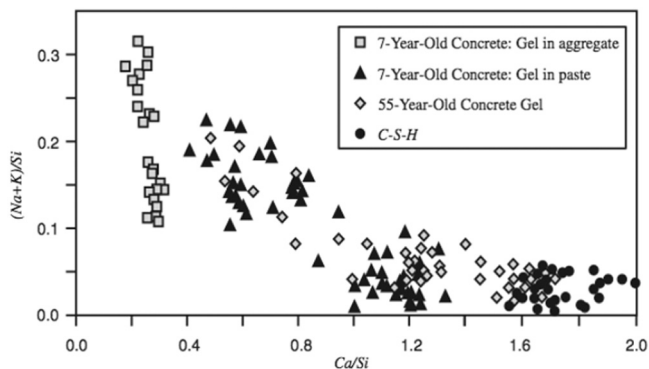 0.3
0.2
0.1
0.0
(Na+K)/Si
7-Year-Old Concrete: Gel in aggregate
7-Year-Old Concrete: Gel in paste
55-Year-Old Concrete Gel
C-S-H
0.0 0.4 0.8 1.2 1.6 2.0
Ca/Si